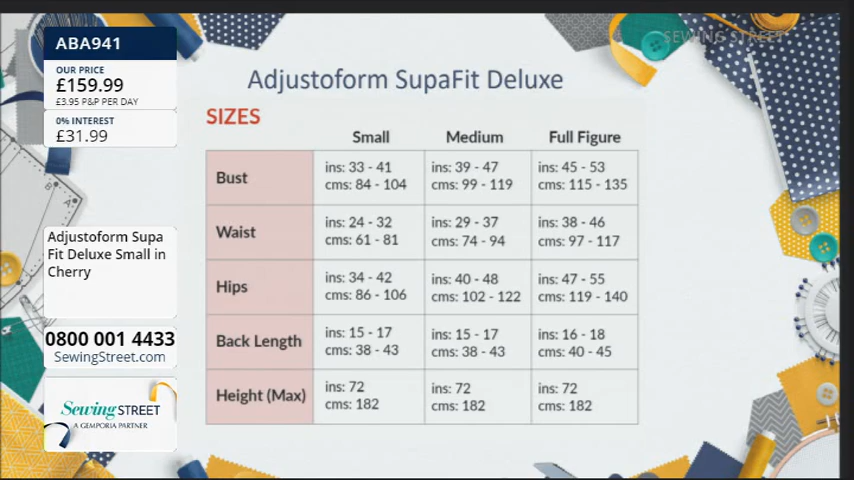 SEWING STREET
ABA941
OUR PRICE
£159.99
£3.95 P&P PER DAY
0% INTEREST
£31.99
Adjustoform Supa
Fit Deluxe Small in
Cherry
0800 001 4433
SewingStreet.com
Sewing STREET
A GEMPORIA PARTNER
Adjustoform SupaFit Deluxe
SIZES
Small Medium Full Figure
Bust ins: 33 - 41 ins: 39 - 47 ins: 45 - 53
cms: 84 - 104 cms: 99 - 119 cms: 115 - 135
Waist ins: 24 - 32 ins: 29 - 37 ins: 38 - 46
cms: 61 - 81 cms: 74 - 94 cms: 97 - 117
Hips ins: 34 - 42 ins: 40 - 48 ins: 47 - 55
cms: 86 - 106 cms: 102 - 122 cms: 119 - 140
Back Length ins: 15 - 17 ins: 15 - 17 ins: 16 - 18
cms: 38 - 43 cms: 38 - 43 cms: 40 - 45
Height (Max) ins: 72 ins: 72 ins: 72
cms: 182 cms: 182 cms: 182